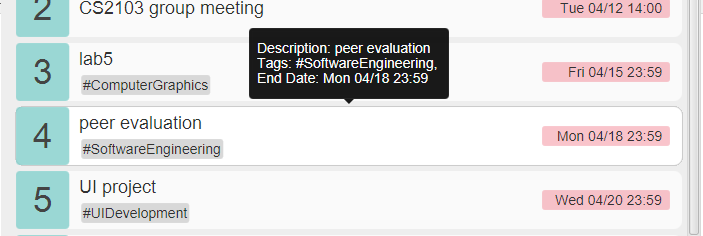 2
CS2103 group meeting
Tue 04/12 14:00
Description: peer evaluation
Tags: #SoftwareEngineering,
End Date: Mon 04/18 23:59
3
lab5
#ComputerGraphics
Fri 04/15 23:59
4
peer evaluation
#SoftwareEngineering
Mon 04/18 23:59
5
UI project
#UIDevelopment
Wed 04/20 23:59